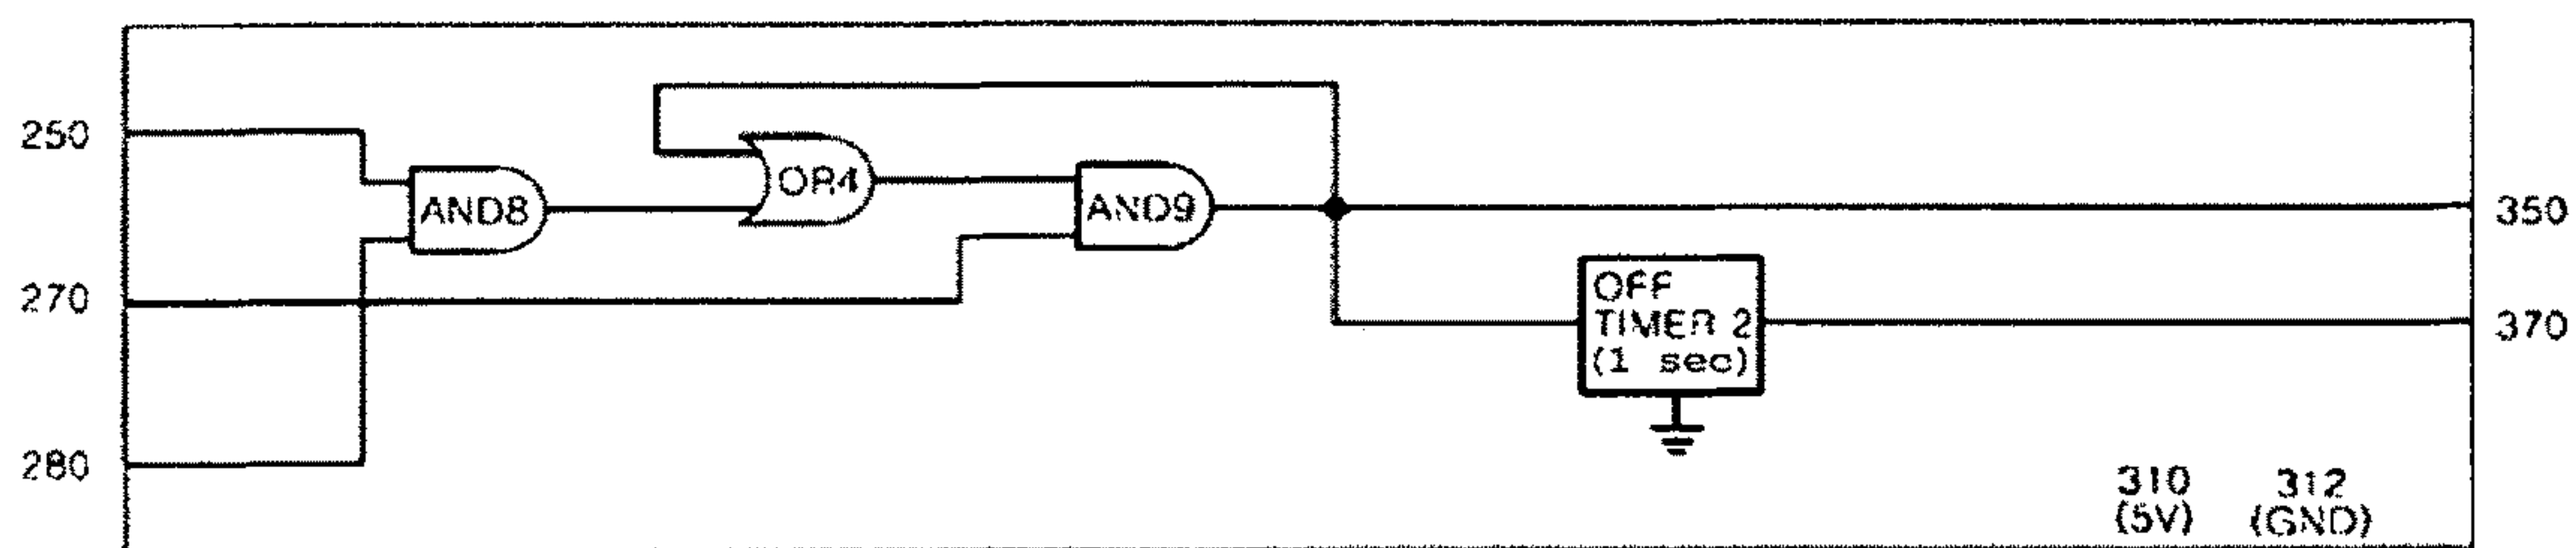 250
AND8
OR4
AND9
350
270
OFF
TIMER 2
(1 sec)
370
280
310
(5V)
312
(GND)